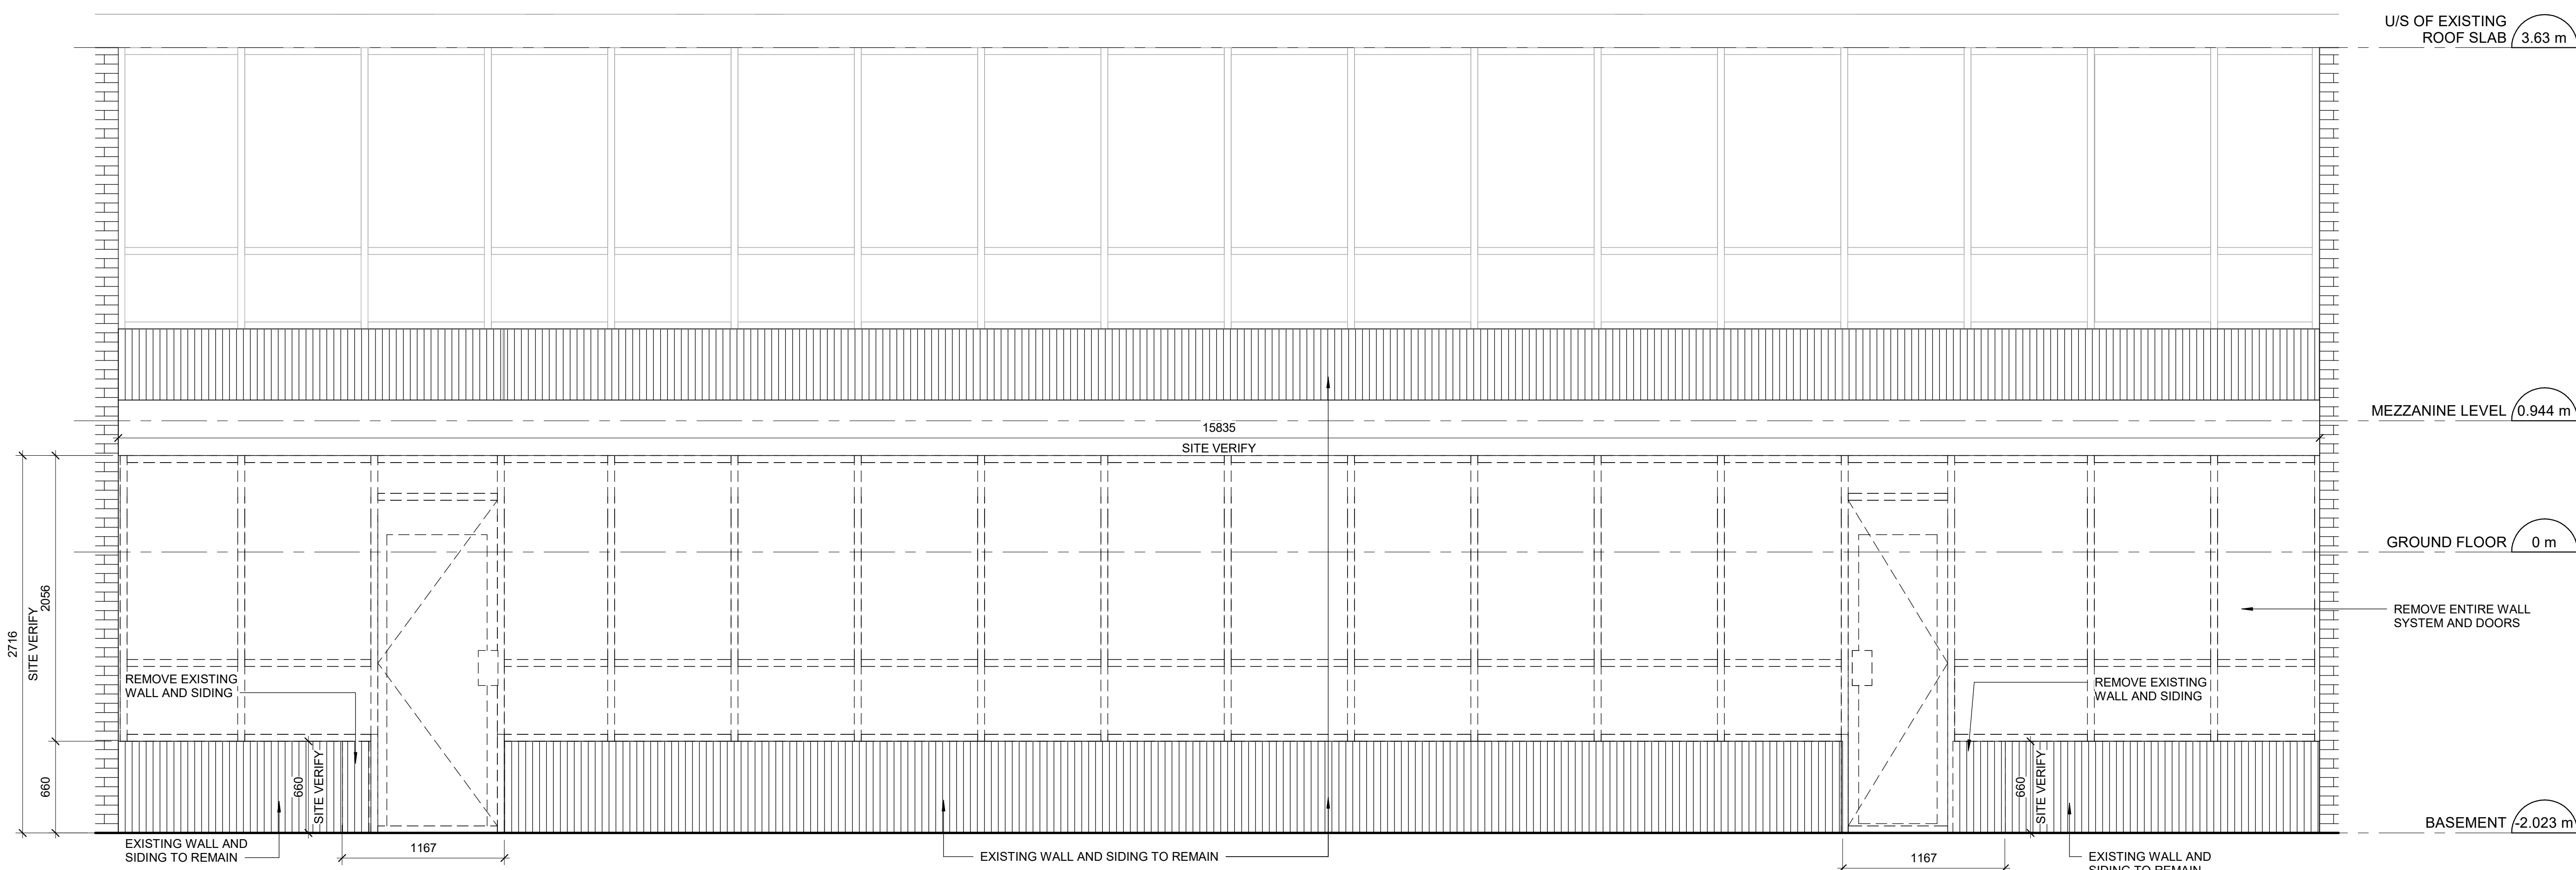 U/S OF EXISTING
ROOF SLAB
3.63 m
MEZZANINE LEVEL
0.944 m
15835
SITE VERIFY
GROUND FLOOR
0 m
2716
SITE VERIFY
2056
REMOVE ENTIRE WALL
SYSTEM AND DOORS
REMOVE EXISTING
WALL AND SIDING
REMOVE EXISTING
WALL AND SIDING
660
660
SITE VERIFY
660
SITE VERIFY
BASEMENT
-2.023 m
EXISTING WALL AND
SIDING TO REMAIN
1167
EXISTING WALL AND SIDING TO REMAIN
1167
EXISTING WALL AND
SIDING TO REMAIN